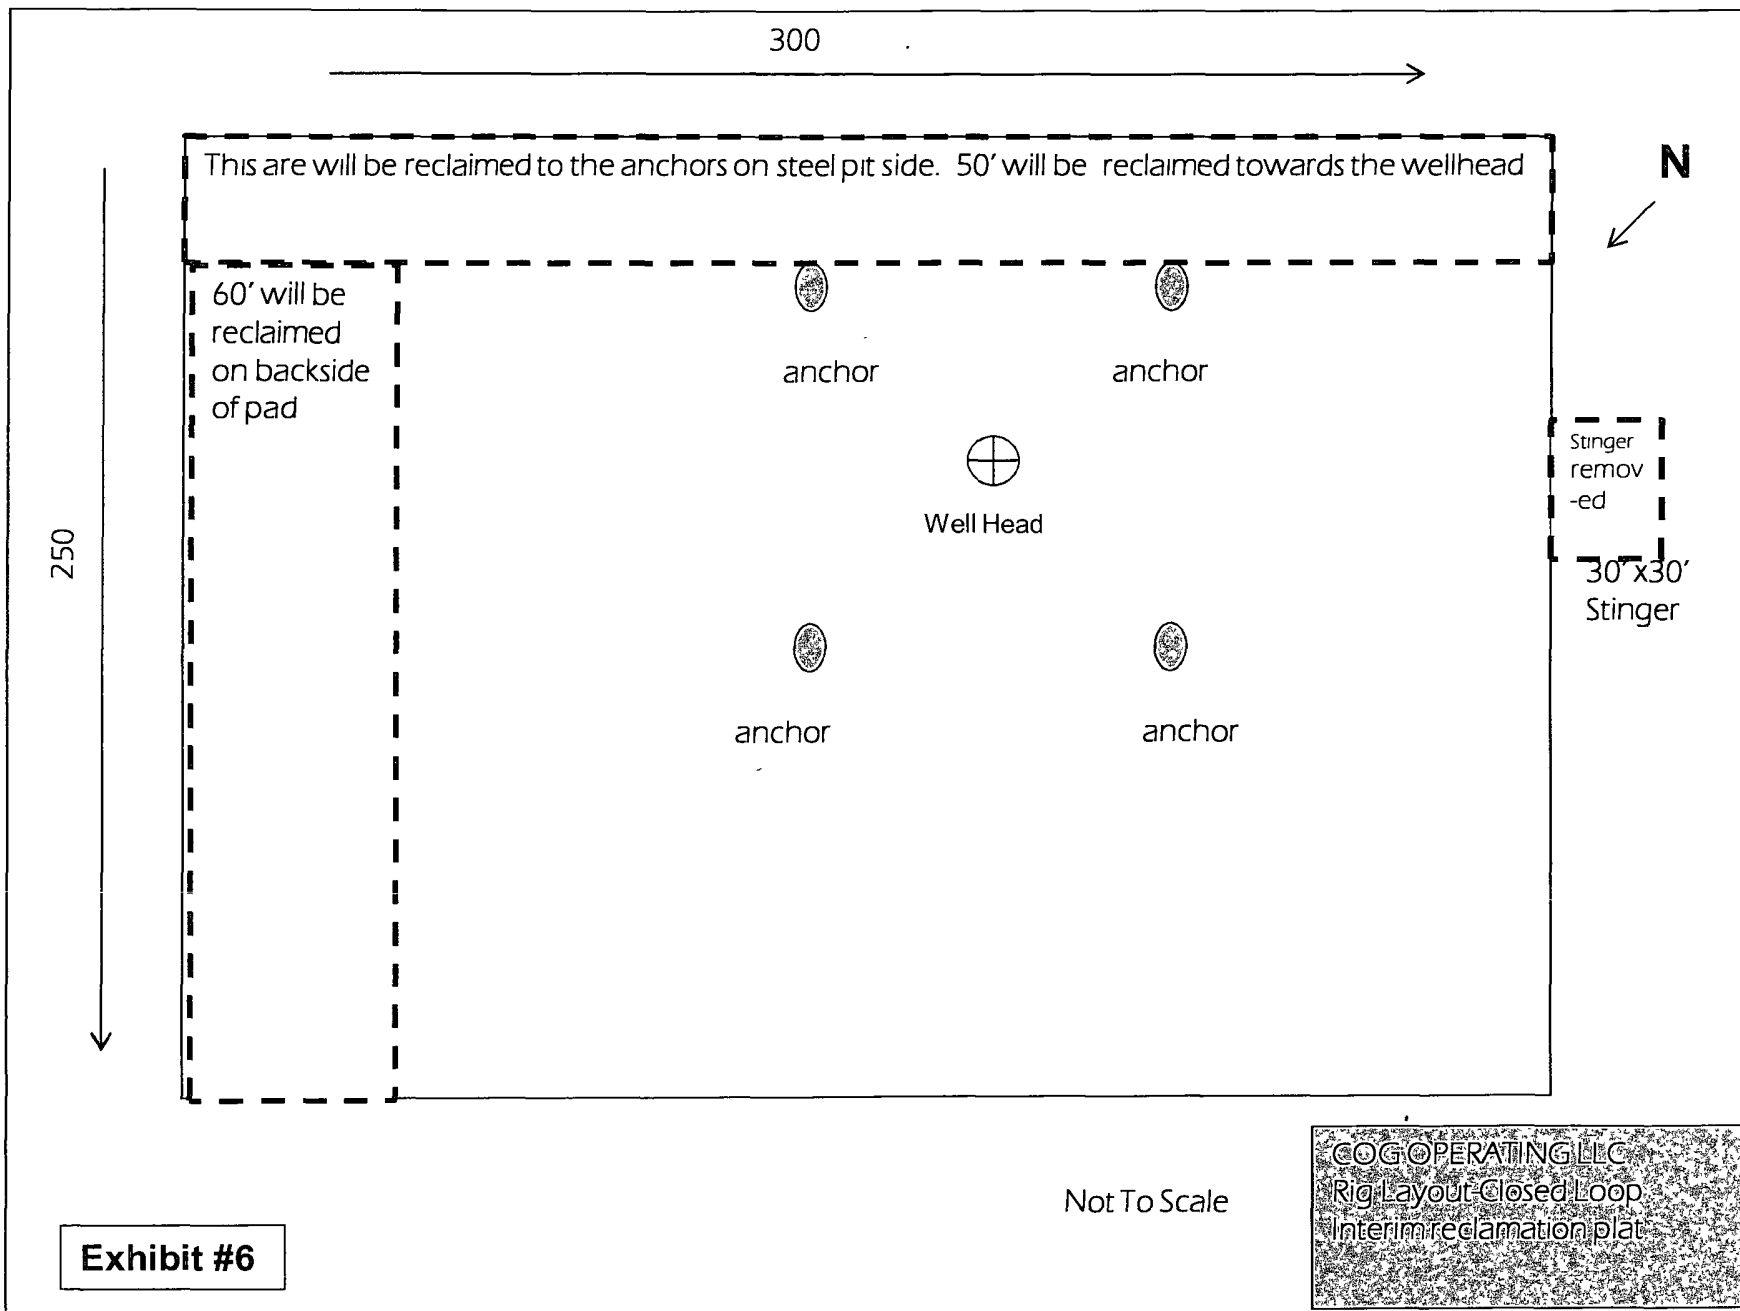 300
This are will be reclaimed to the anchors on steel pit side. 50' will be reclaimed towards the wellhead
N
60' will be
reclaimed
on backside
of pad
anchor
anchor
Well Head
Stinger
remov
-ed
30' x30'
Stinger
250
anchor
anchor
Not To Scale
COG OPERATING LLC
Rig Layout-Closed Loop
Interim reclamation plat
Exhibit #6